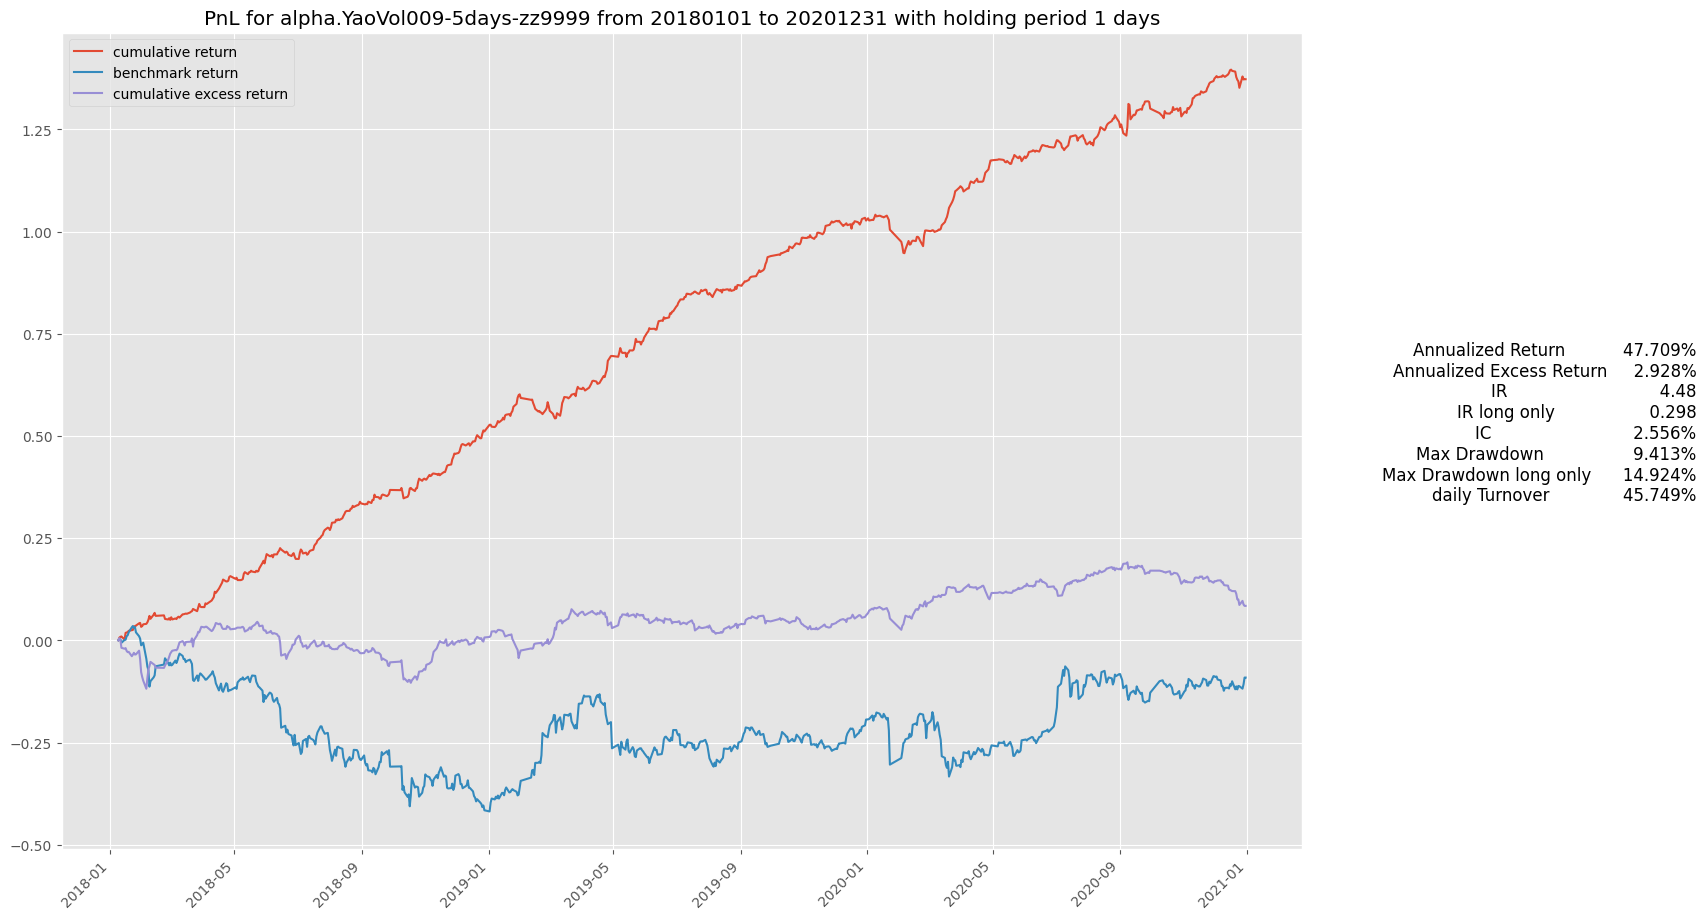 PnL for alpha.YaoVol009-5days-zz9999 from 20180101 to 20201231 with holding period 1 days
cumulative return
benchmark return
cumulative excess return
1.25
1.00
0.75
0.50
0.25
0.00
−0.25
−0.50
2018-01
2018-05
2018-09
2019-01
2019-05
2019-09
2020-01
2020-05
2020-09
2021-01
Annualized Return 47.709%
Annualized Excess Return 2.928%
IR 4.48
IR long only 0.298
IC 2.556%
Max Drawdown 9.413%
Max Drawdown long only 14.924%
daily Turnover 45.749%